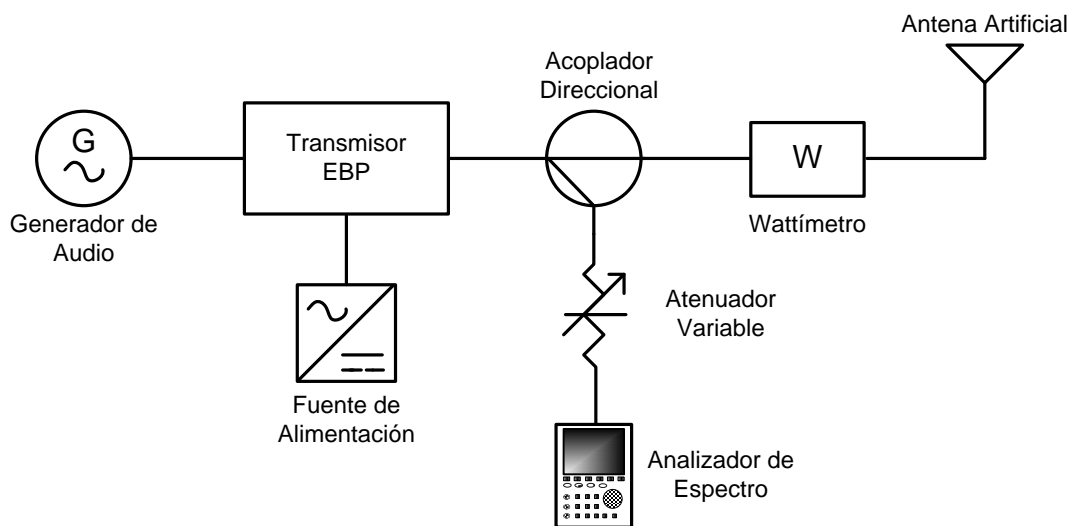 Antena Artificial
Acoplador
Direccional
G
Transmisor
EBP
W
Generador de
Audio
Wattímetro
Atenuador
Variable
Fuente de
Alimentación
Analizador de
Espectro